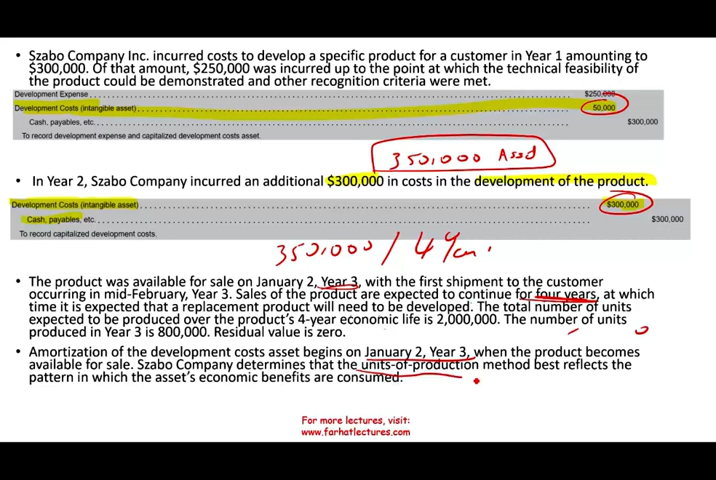 • Szabo Company Inc. incurred costs to develop a specific product for a customer in Year 1 amounting to
$300,000. Of that amount, $250,000 was incurred up to the point at which the technical feasibility of
the product could be demonstrated and other recognition criteria were met.
Development Expense $250,000
Development Costs (intangible asset) 50,000
Cash, payables, etc. $300,000
To record development expense and capitalized development costs asset.
350,000 Asset
• In Year 2, Szabo Company incurred an additional $300,000 in costs in the development of the product.
Development Costs (intangible asset) $300,000
Cash, payables, etc. $300,000
To record capitalized development costs.
350,000 / 4 Year
• The product was available for sale on January 2, Year 3, with the first shipment to the customer
occurring in mid-February, Year 3. Sales of the product are expected to continue for four years, at which
time it is expected that a replacement product will need to be developed. The total number of units
expected to be produced over the product's 4-year economic life is 2,000,000. The number of units
produced in Year 3 is 800,000. Residual value is zero.
• Amortization of the development costs asset begins on January 2, Year 3, when the product becomes
available for sale. Szabo Company determines that the units-of-production method best reflects the
pattern in which the asset's economic benefits are consumed.
For more lectures, visit:
www.farhatlectures.com